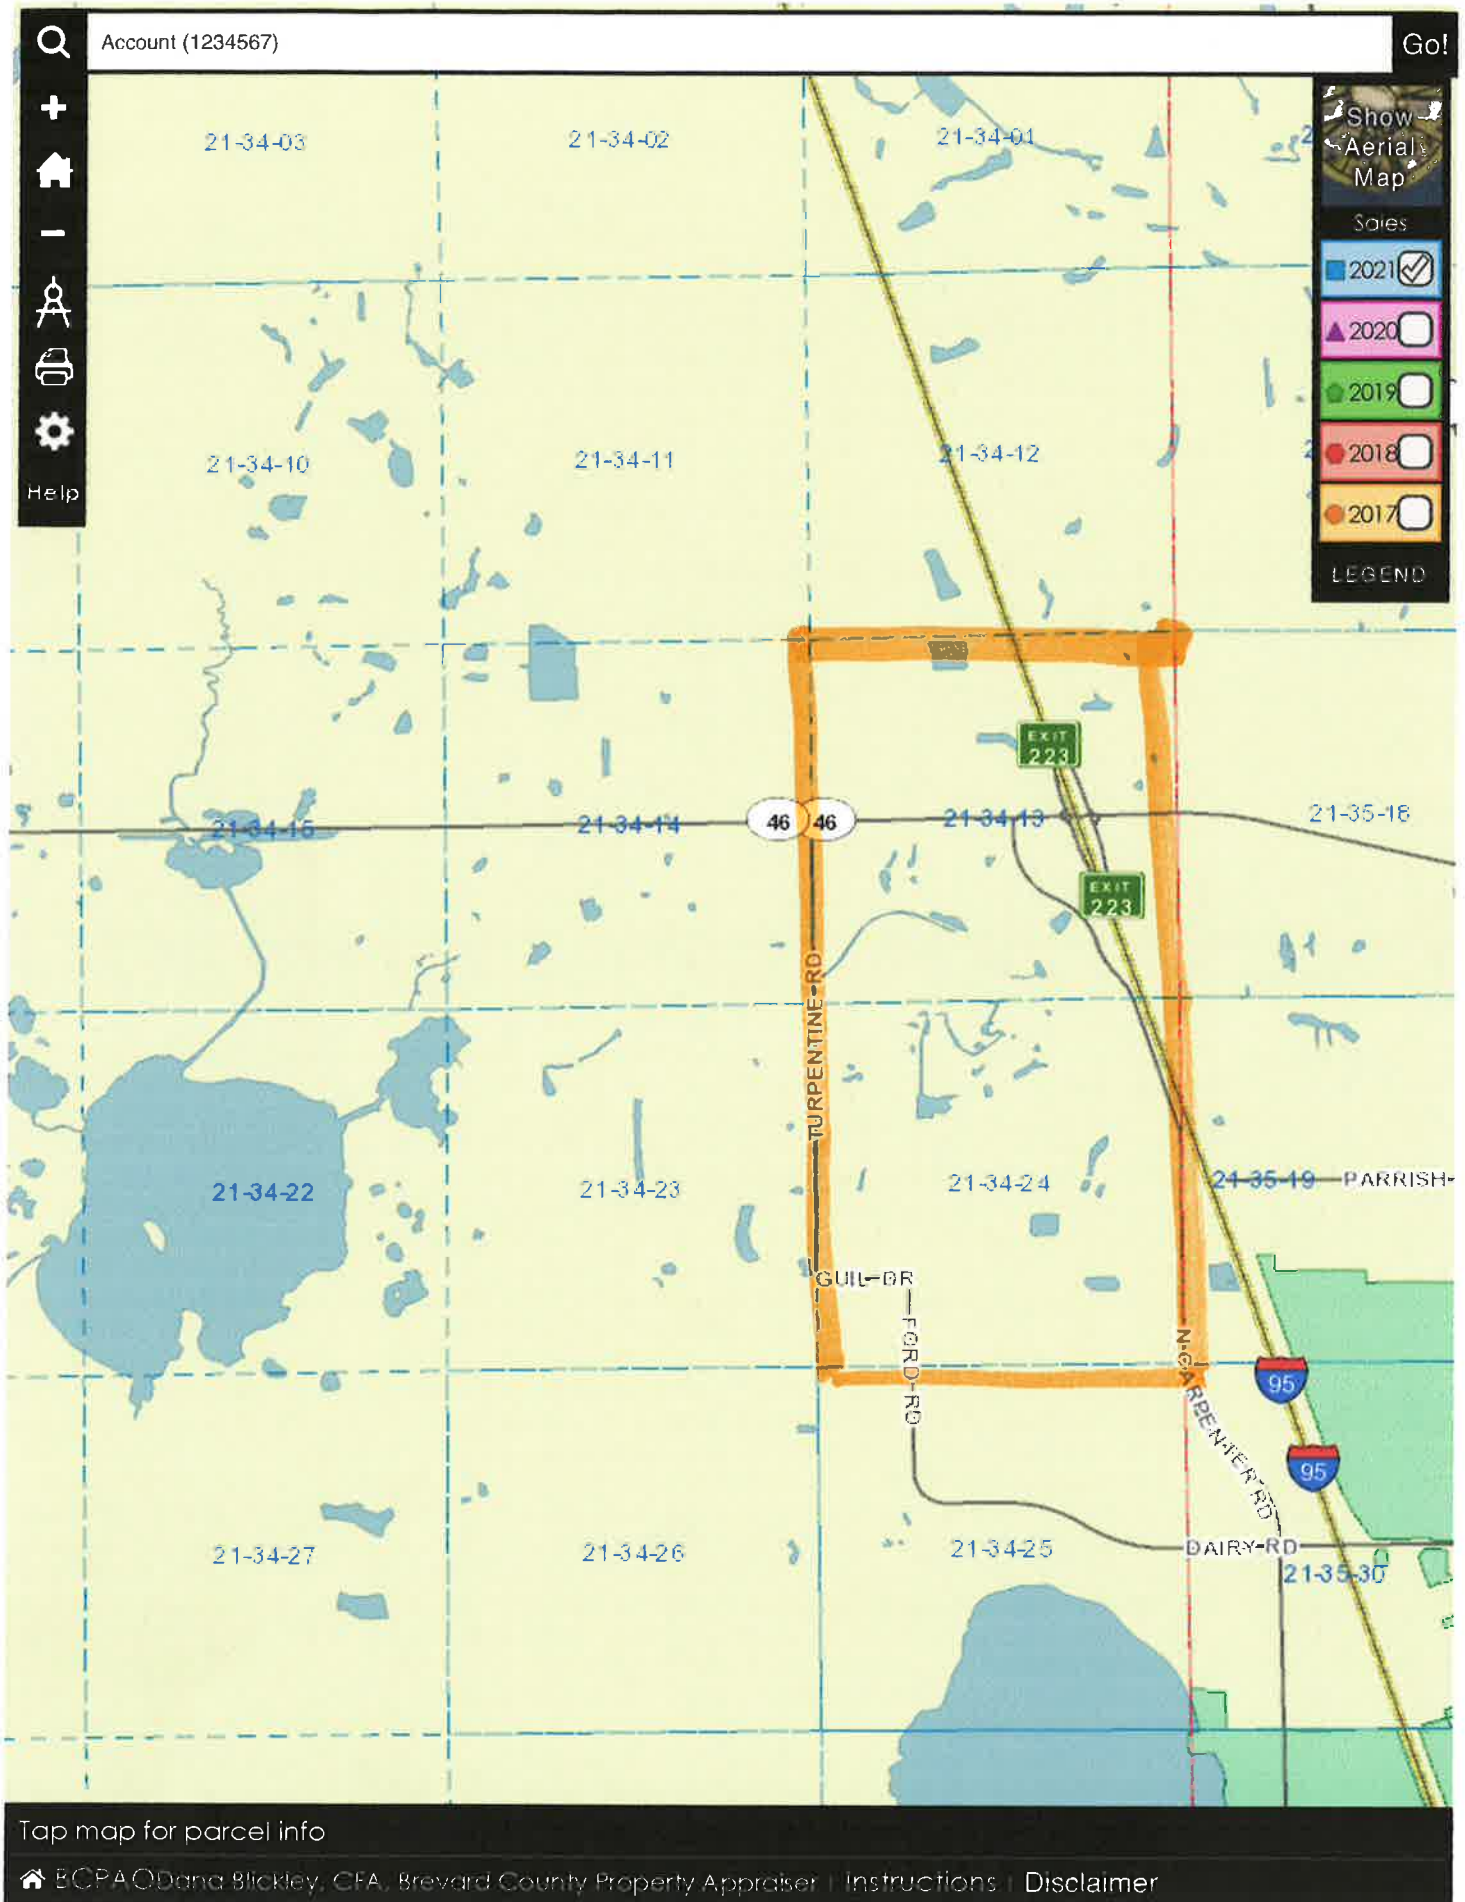 Account (1234567)
Go!
Show
Aerial
Map
Sales
2021
2020
2019
2018
2017
LEGEND
Help
21-34-03
21-34-02
21-34-01
21-34-10
21-34-11
21-34-12
EXIT
223
21-34-15
21-34-14
46
46
21-34-13
21-35-18
EXIT
223
TURPENTINE-RD
21-34-22
21-34-23
21-34-24
21-35-19
PARRISH
GUIL-DR
FORD-RD
N-CARPENTER RD
95
95
21-34-27
21-34-26
21-34-25
DAIRY-RD
21-35-30
Tap map for parcel info
BCPAO Dana Blickley, CFA, Brevard County Property Appraiser | Instructions | Disclaimer